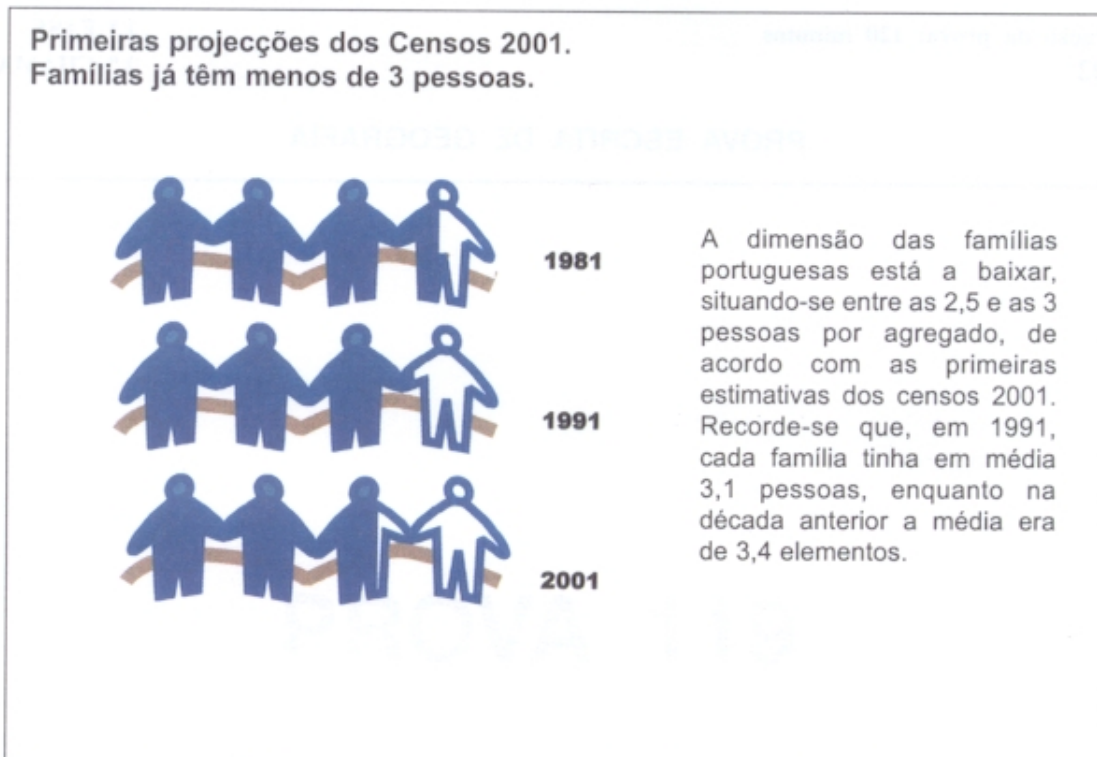 Primeiras projecções dos Censos 2001.
Famílias já têm menos de 3 pessoas.
1981
1991
2001
A dimensão das famílias
portuguesas está a baixar,
situando-se entre as 2,5 e as 3
pessoas por agregado, de
acordo com as primeiras
estimativas dos censos 2001.
Recorde-se que, em 1991,
cada família tinha em média
3,1 pessoas, enquanto na
década anterior a média era
de 3,4 elementos.